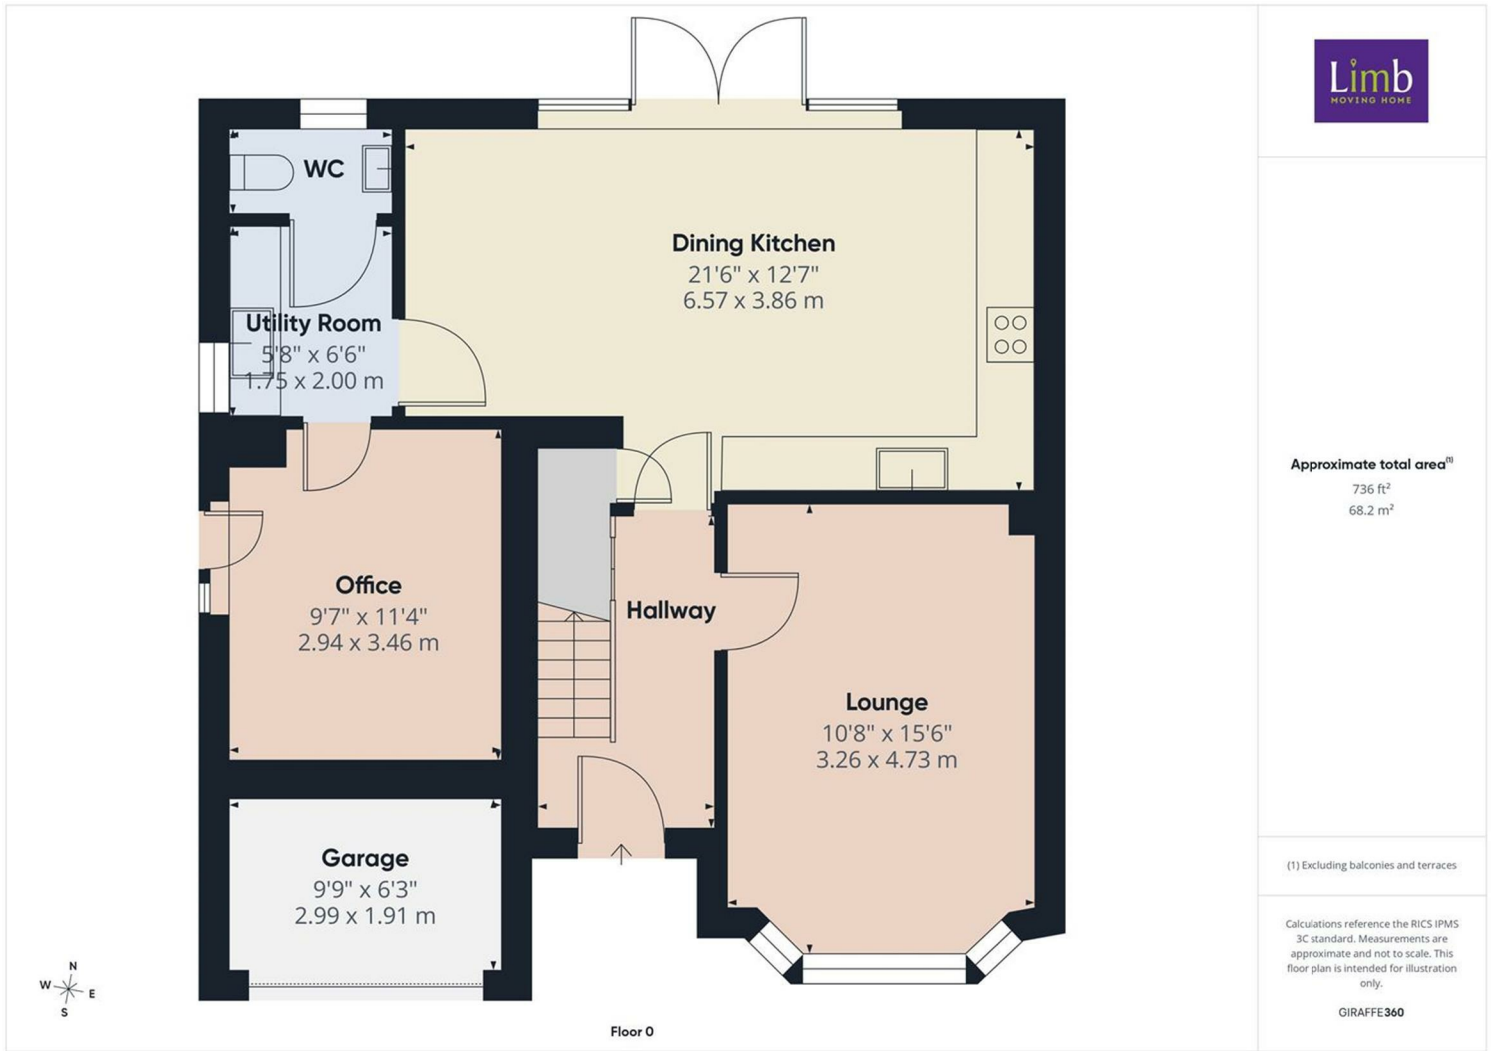 WC
Dining Kitchen
21'6" x 12'7"
6.57 x 3.86 m
Utility Room
5'8" x 6'6"
1.75 x 2.00 m
Office
9'7" x 11'4"
2.94 x 3.46 m
Hallway
Lounge
10'8" x 15'6"
3.26 x 4.73 m
Garage
9'9" x 6'3"
2.99 x 1.91 m
N
W
E
S
Floor 0
Limb
MOVING HOME
Approximate total area(1)
736 ft²
68.2 m²
(1) Excluding balconies and terraces
Calculations reference the RICS IPMS
3C standard. Measurements are
approximate and not to scale. This
floor plan is intended for illustration
only.
GIRAFFE360